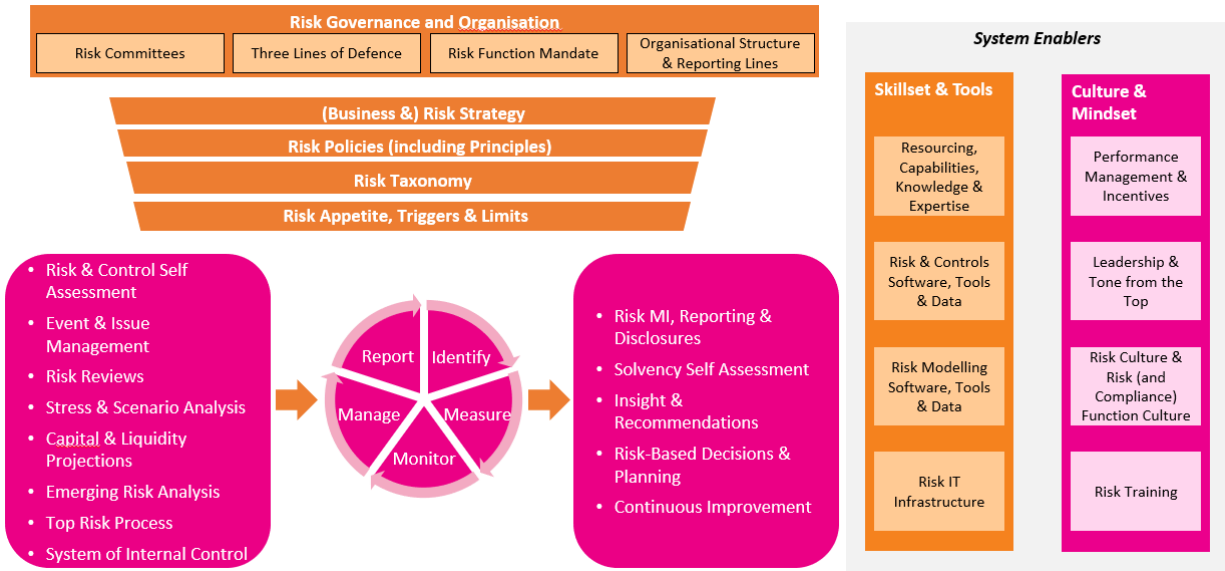 Risk Governance and Organisation
Risk Committees
Three Lines of Defence
Risk Function Mandate
Organisational Structure
& Reporting Lines
(Business &) Risk Strategy
Risk Policies (including Principles)
Risk Taxonomy
Risk Appetite, Triggers & Limits
• Risk & Control Self
Assessment
• Event & Issue
Management
• Risk Reviews
• Stress & Scenario Analysis
• Capital & Liquidity
Projections
• Emerging Risk Analysis
• Top Risk Process
• System of Internal Control
Report
Identify
Manage
Measure
Monitor
• Risk MI, Reporting &
Disclosures
• Solvency Self Assessment
• Insight &
Recommendations
• Risk-Based Decisions &
Planning
• Continuous Improvement
System Enablers
Skillset & Tools
Resourcing,
Capabilities,
Knowledge &
Expertise
Risk & Controls
Software, Tools
& Data
Risk Modelling
Software, Tools
& Data
Risk IT
Infrastructure
Culture &
Mindset
Performance
Management &
Incentives
Leadership &
Tone from the
Top
Risk Culture &
Risk (and
Compliance)
Function Culture
Risk Training